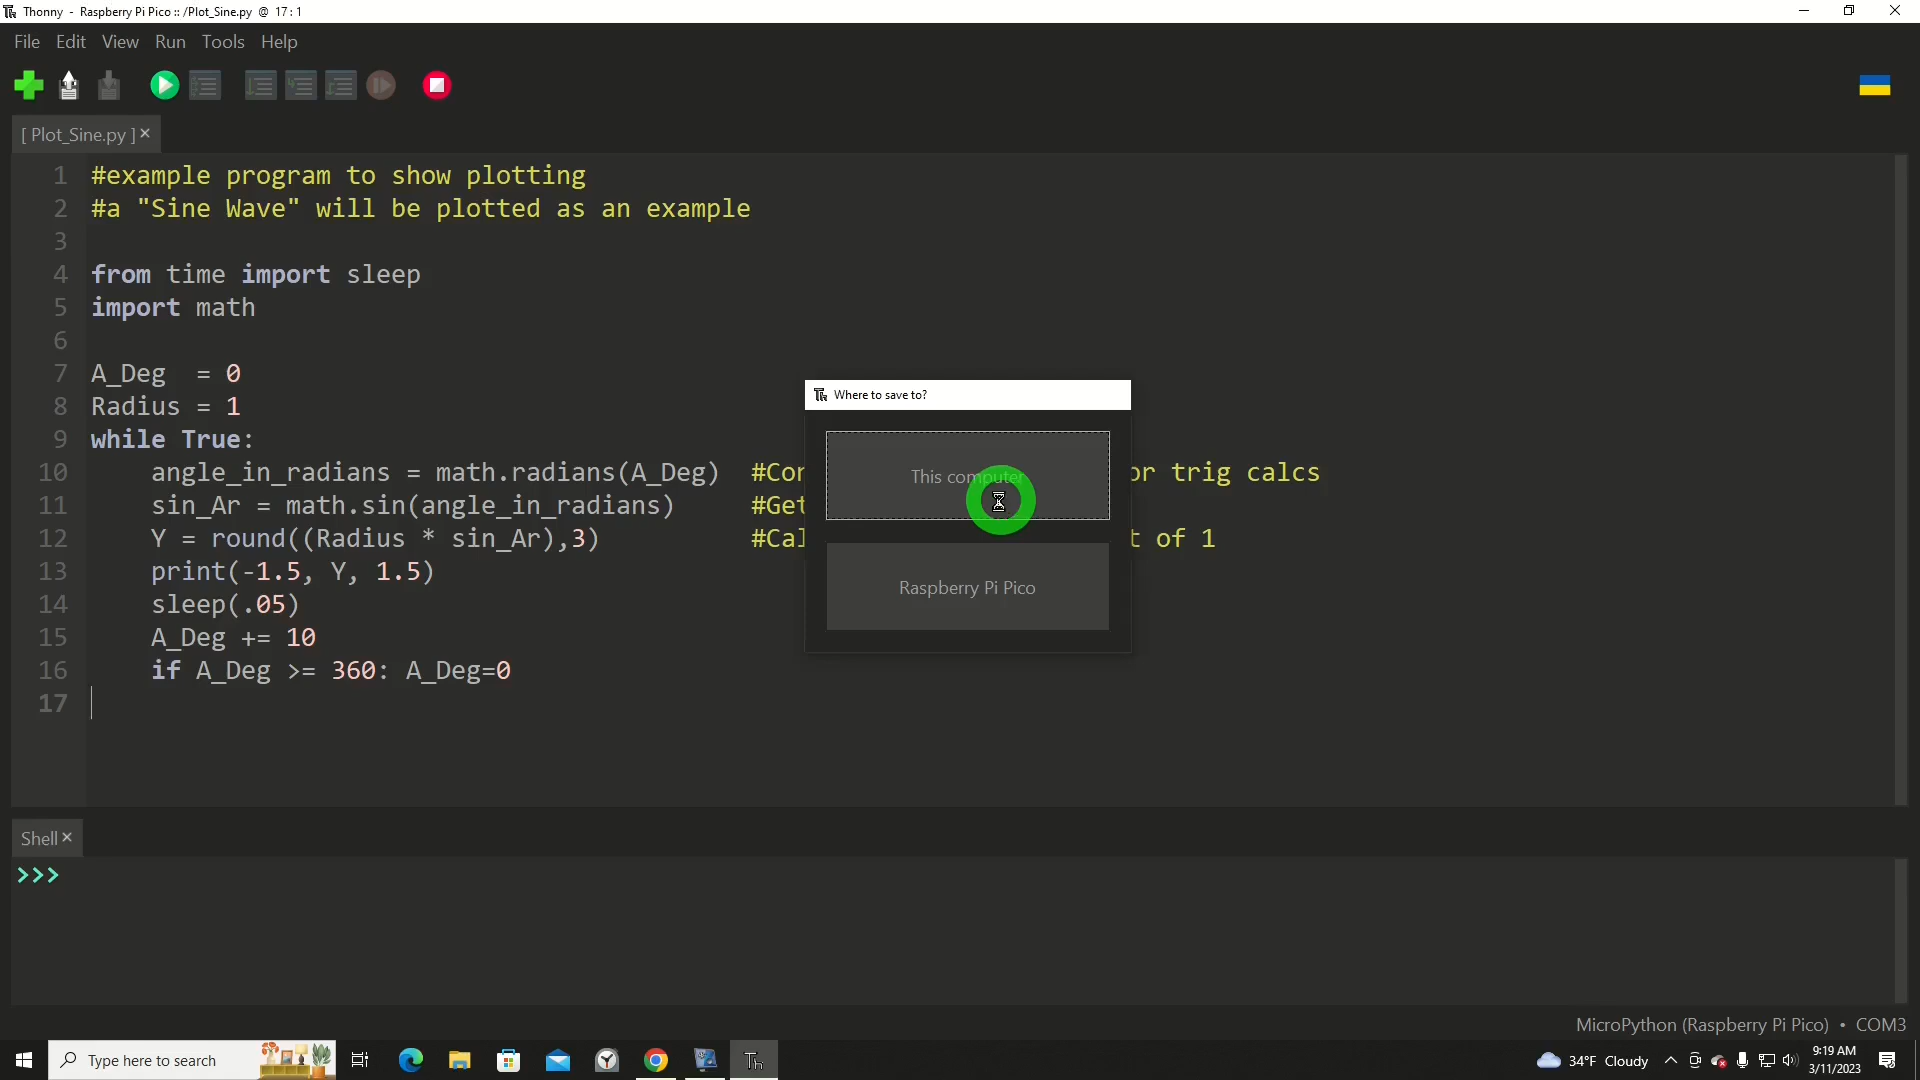 Thonny - Raspberry Pi Pico :: /Plot_Sine.py @ 17 : 1
File Edit View Run Tools Help
[ Plot_Sine.py ] ×
1 #example program to show plotting
2 #a "Sine Wave" will be plotted as an example
3
4 from time import sleep
5 import math
6
7 A_Deg  = 0
8 Radius = 1
9 while True:
10     angle_in_radians = math.radians(A_Deg)  #Con or trig calcs
11     sin_Ar = math.sin(angle_in_radians)     #Get
12     Y = round((Radius * sin_Ar),3)          #Cal t of 1
13     print(-1.5, Y, 1.5)
14     sleep(.05)
15     A_Deg += 10
16     if A_Deg >= 360: A_Deg=0
17
Where to save to?
This computer
Raspberry Pi Pico
Shell ×
>>>
MicroPython (Raspberry Pi Pico) • COM3
Type here to search
Th
34°F Cloudy
9:19 AM
3/11/2023